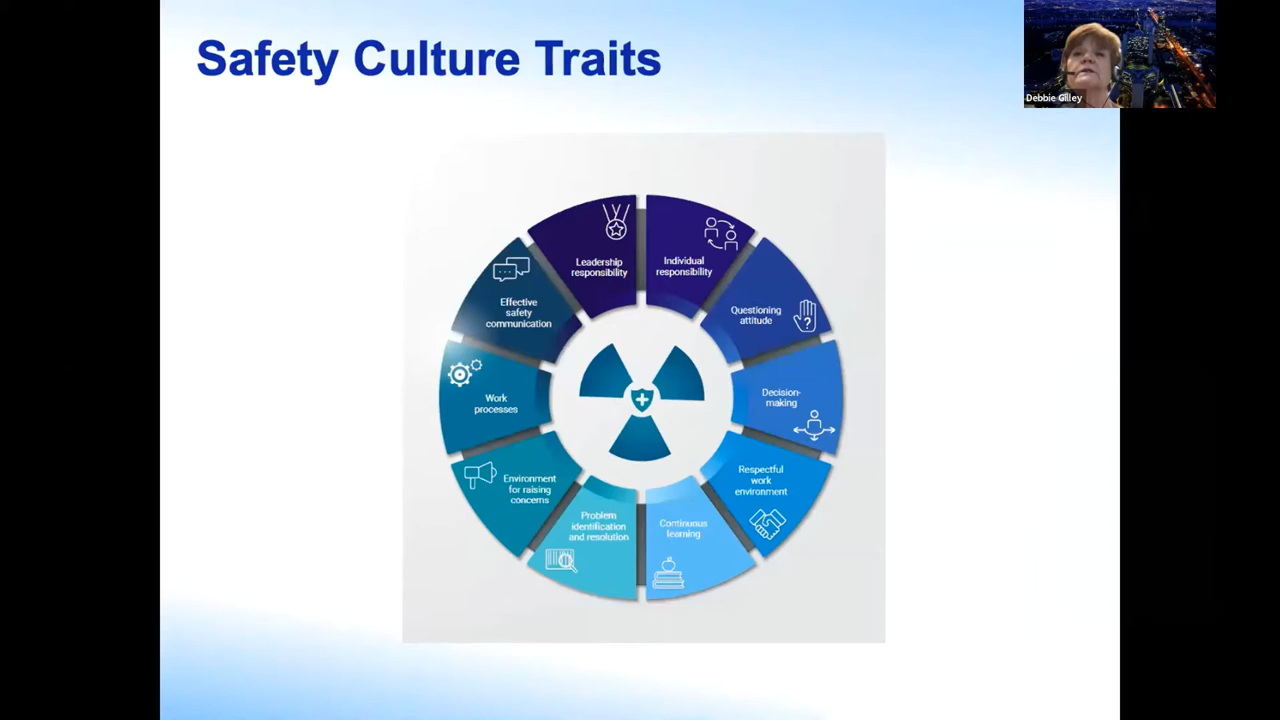 Safety Culture Traits
Debbie Gilley
Leadership
responsibility
Individual
responsibility
Questioning
attitude
?
Decision-
making
Respectful
work
environment
Continuous
learning
Problem
identification
and resolution
Environment
for raising
concerns
Work
processes
Effective
safety
communication